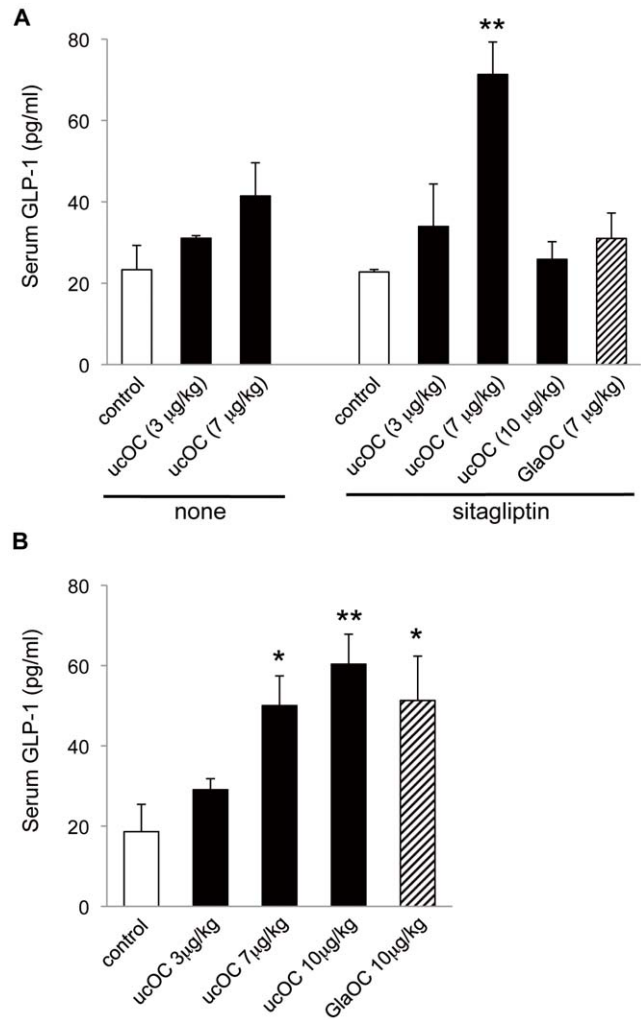 A
Serum GLP-1 (pg/ml)
80
60
40
20
0
**
control
ucOC (3 μg/kg)
ucOC (7 μg/kg)
control
ucOC (3 μg/kg)
ucOC (7 μg/kg)
ucOC (10 μg/kg)
GlaOC (7 μg/kg)
none
sitagliptin
B
Serum GLP-1 (pg/ml)
80
60
40
20
0
*
**
*
control
ucOC 3μg/kg
ucOC 7μg/kg
ucOC 10μg/kg
GlaOC 10μg/kg